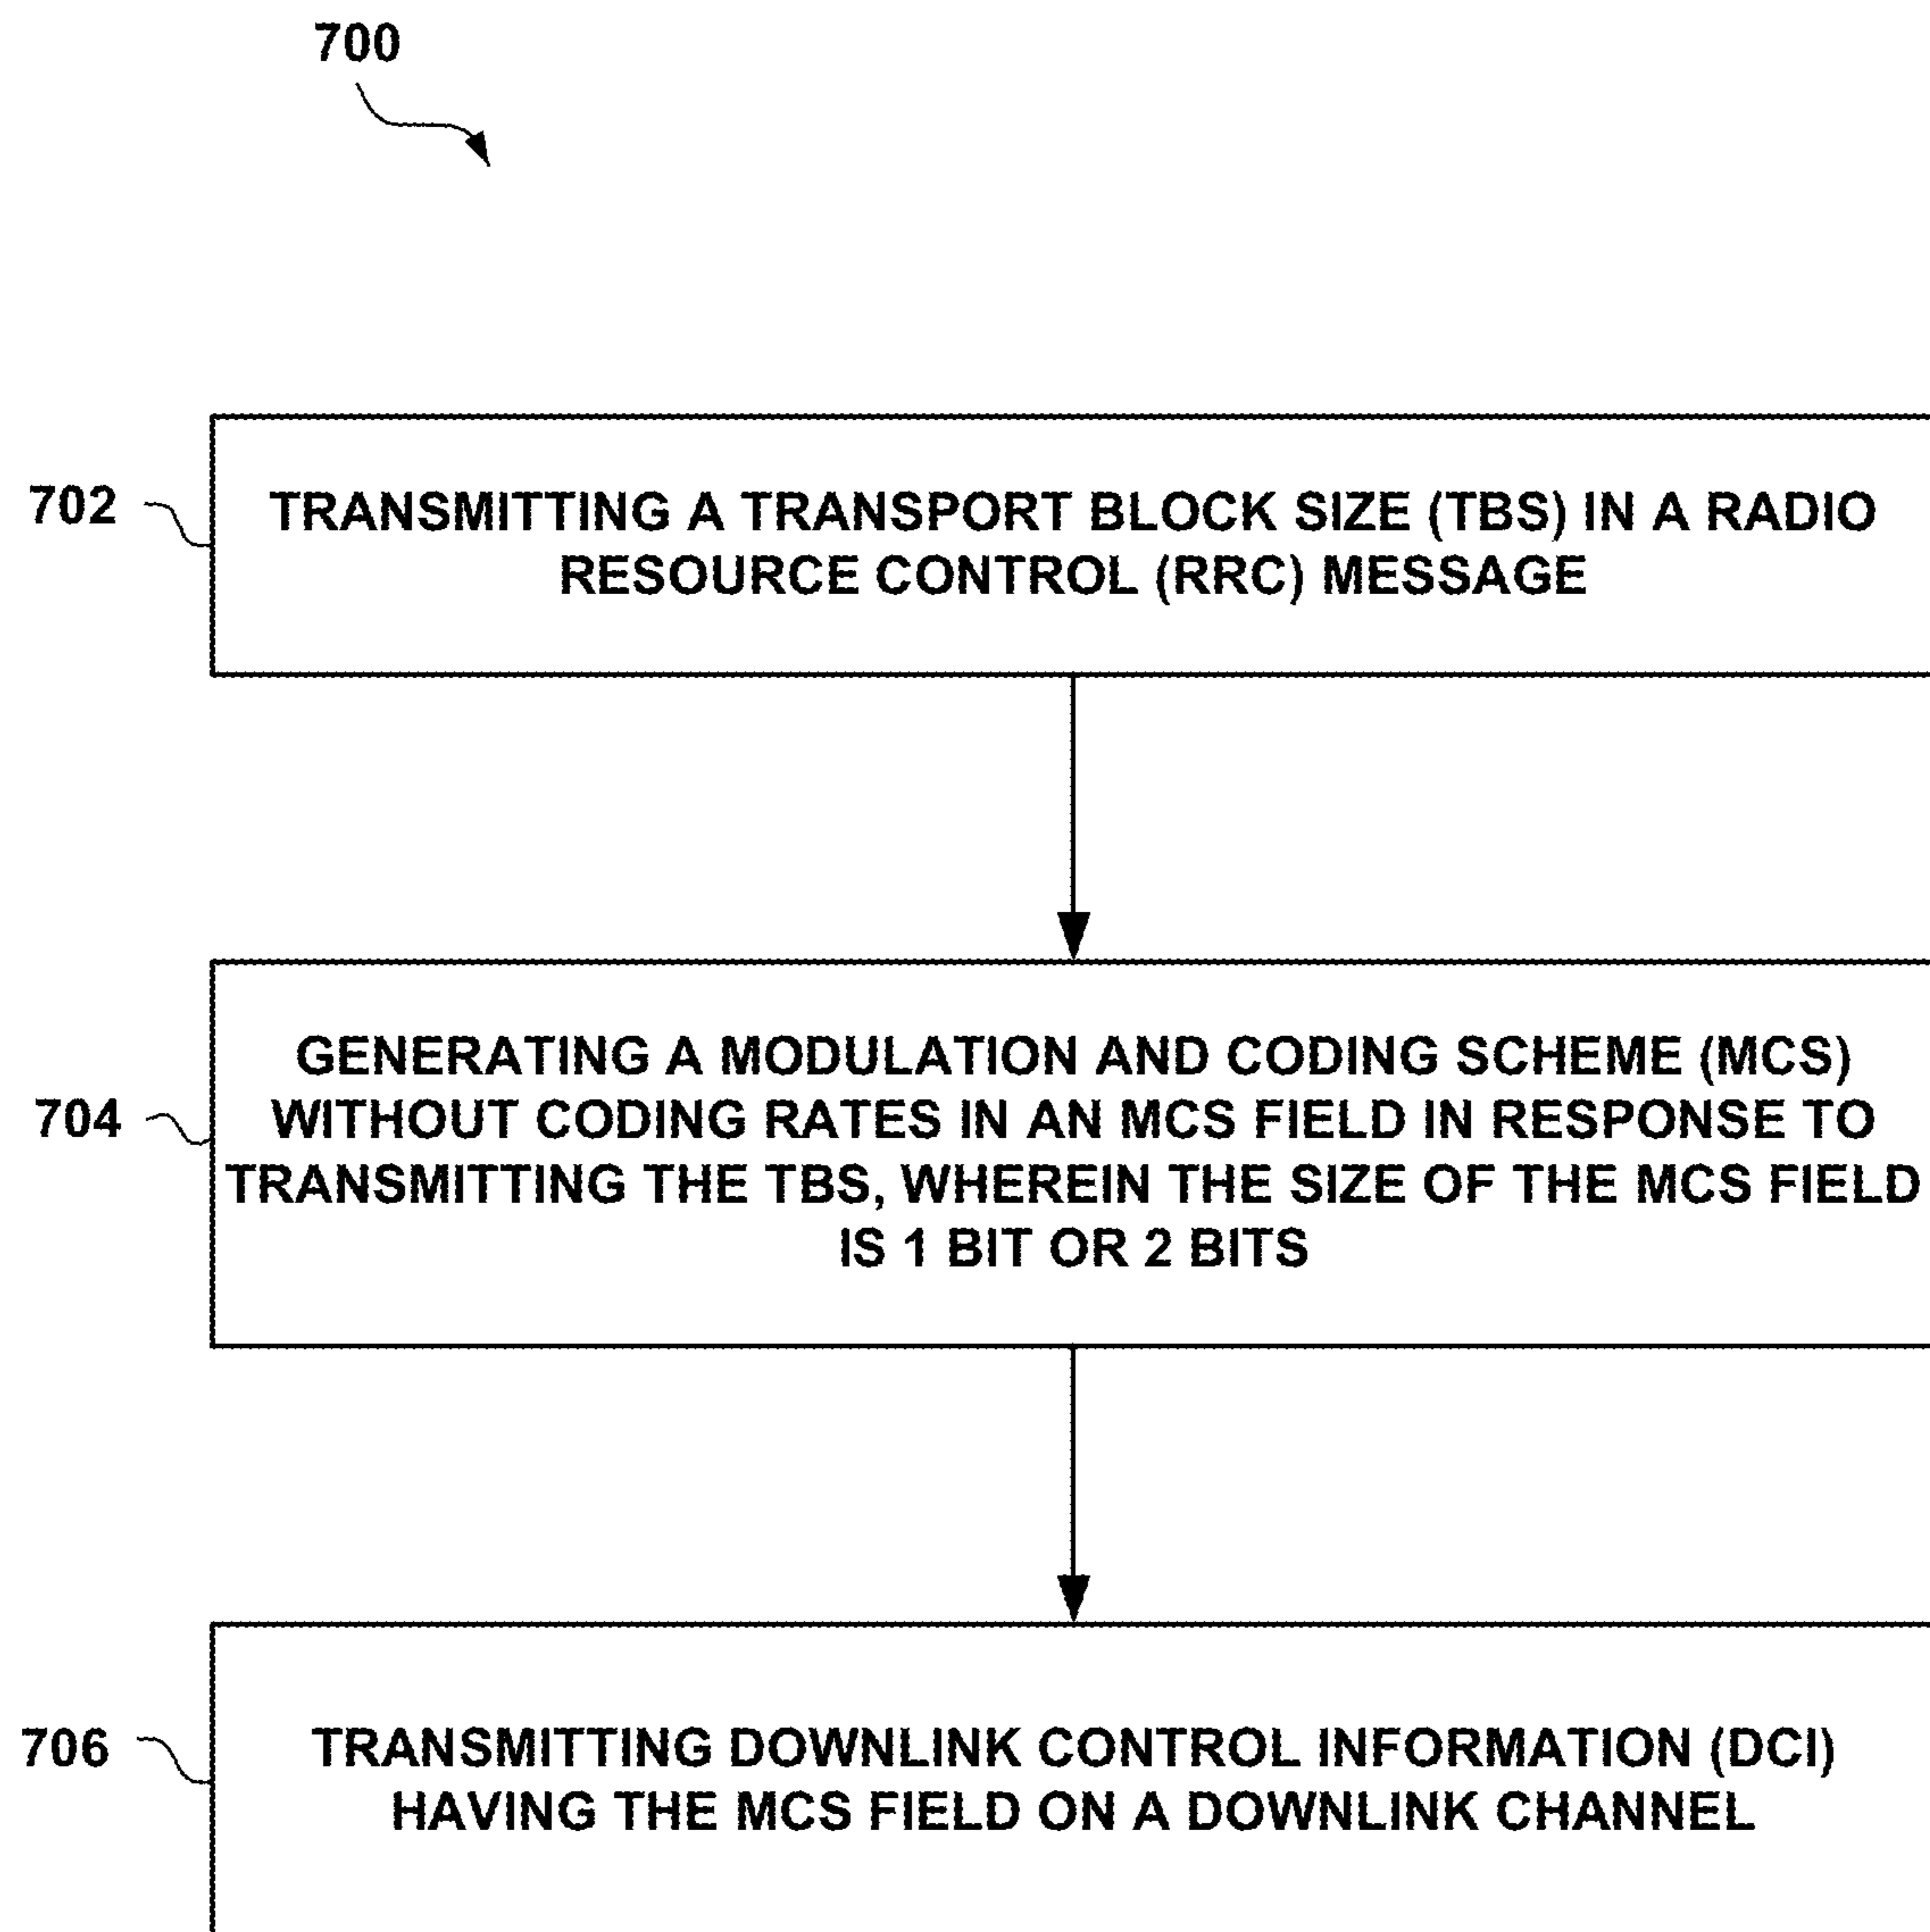 700
702
TRANSMITTING A TRANSPORT BLOCK SIZE (TBS) IN A RADIO
RESOURCE CONTROL (RRC) MESSAGE
704
GENERATING A MODULATION AND CODING SCHEME (MCS)
WITHOUT CODING RATES IN AN MCS FIELD IN RESPONSE TO
TRANSMITTING THE TBS, WHEREIN THE SIZE OF THE MCS FIELD
IS 1 BIT OR 2 BITS
706
TRANSMITTING DOWNLINK CONTROL INFORMATION (DCI)
HAVING THE MCS FIELD ON A DOWNLINK CHANNEL